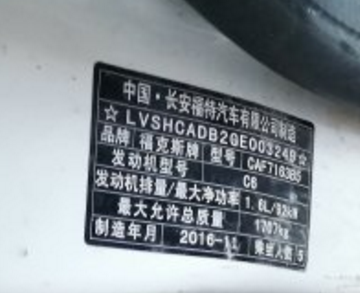 中国·长安福特汽车有限公司制造
☆LVSHCADB2GE003249☆
品牌 福克斯牌 型号 CAF7163B5
发动机型号 C6
发动机排量/最大净功率 1.6L/92kW
最大允许总质量 1707kg
制造年月 2016-11 乘坐人数 5